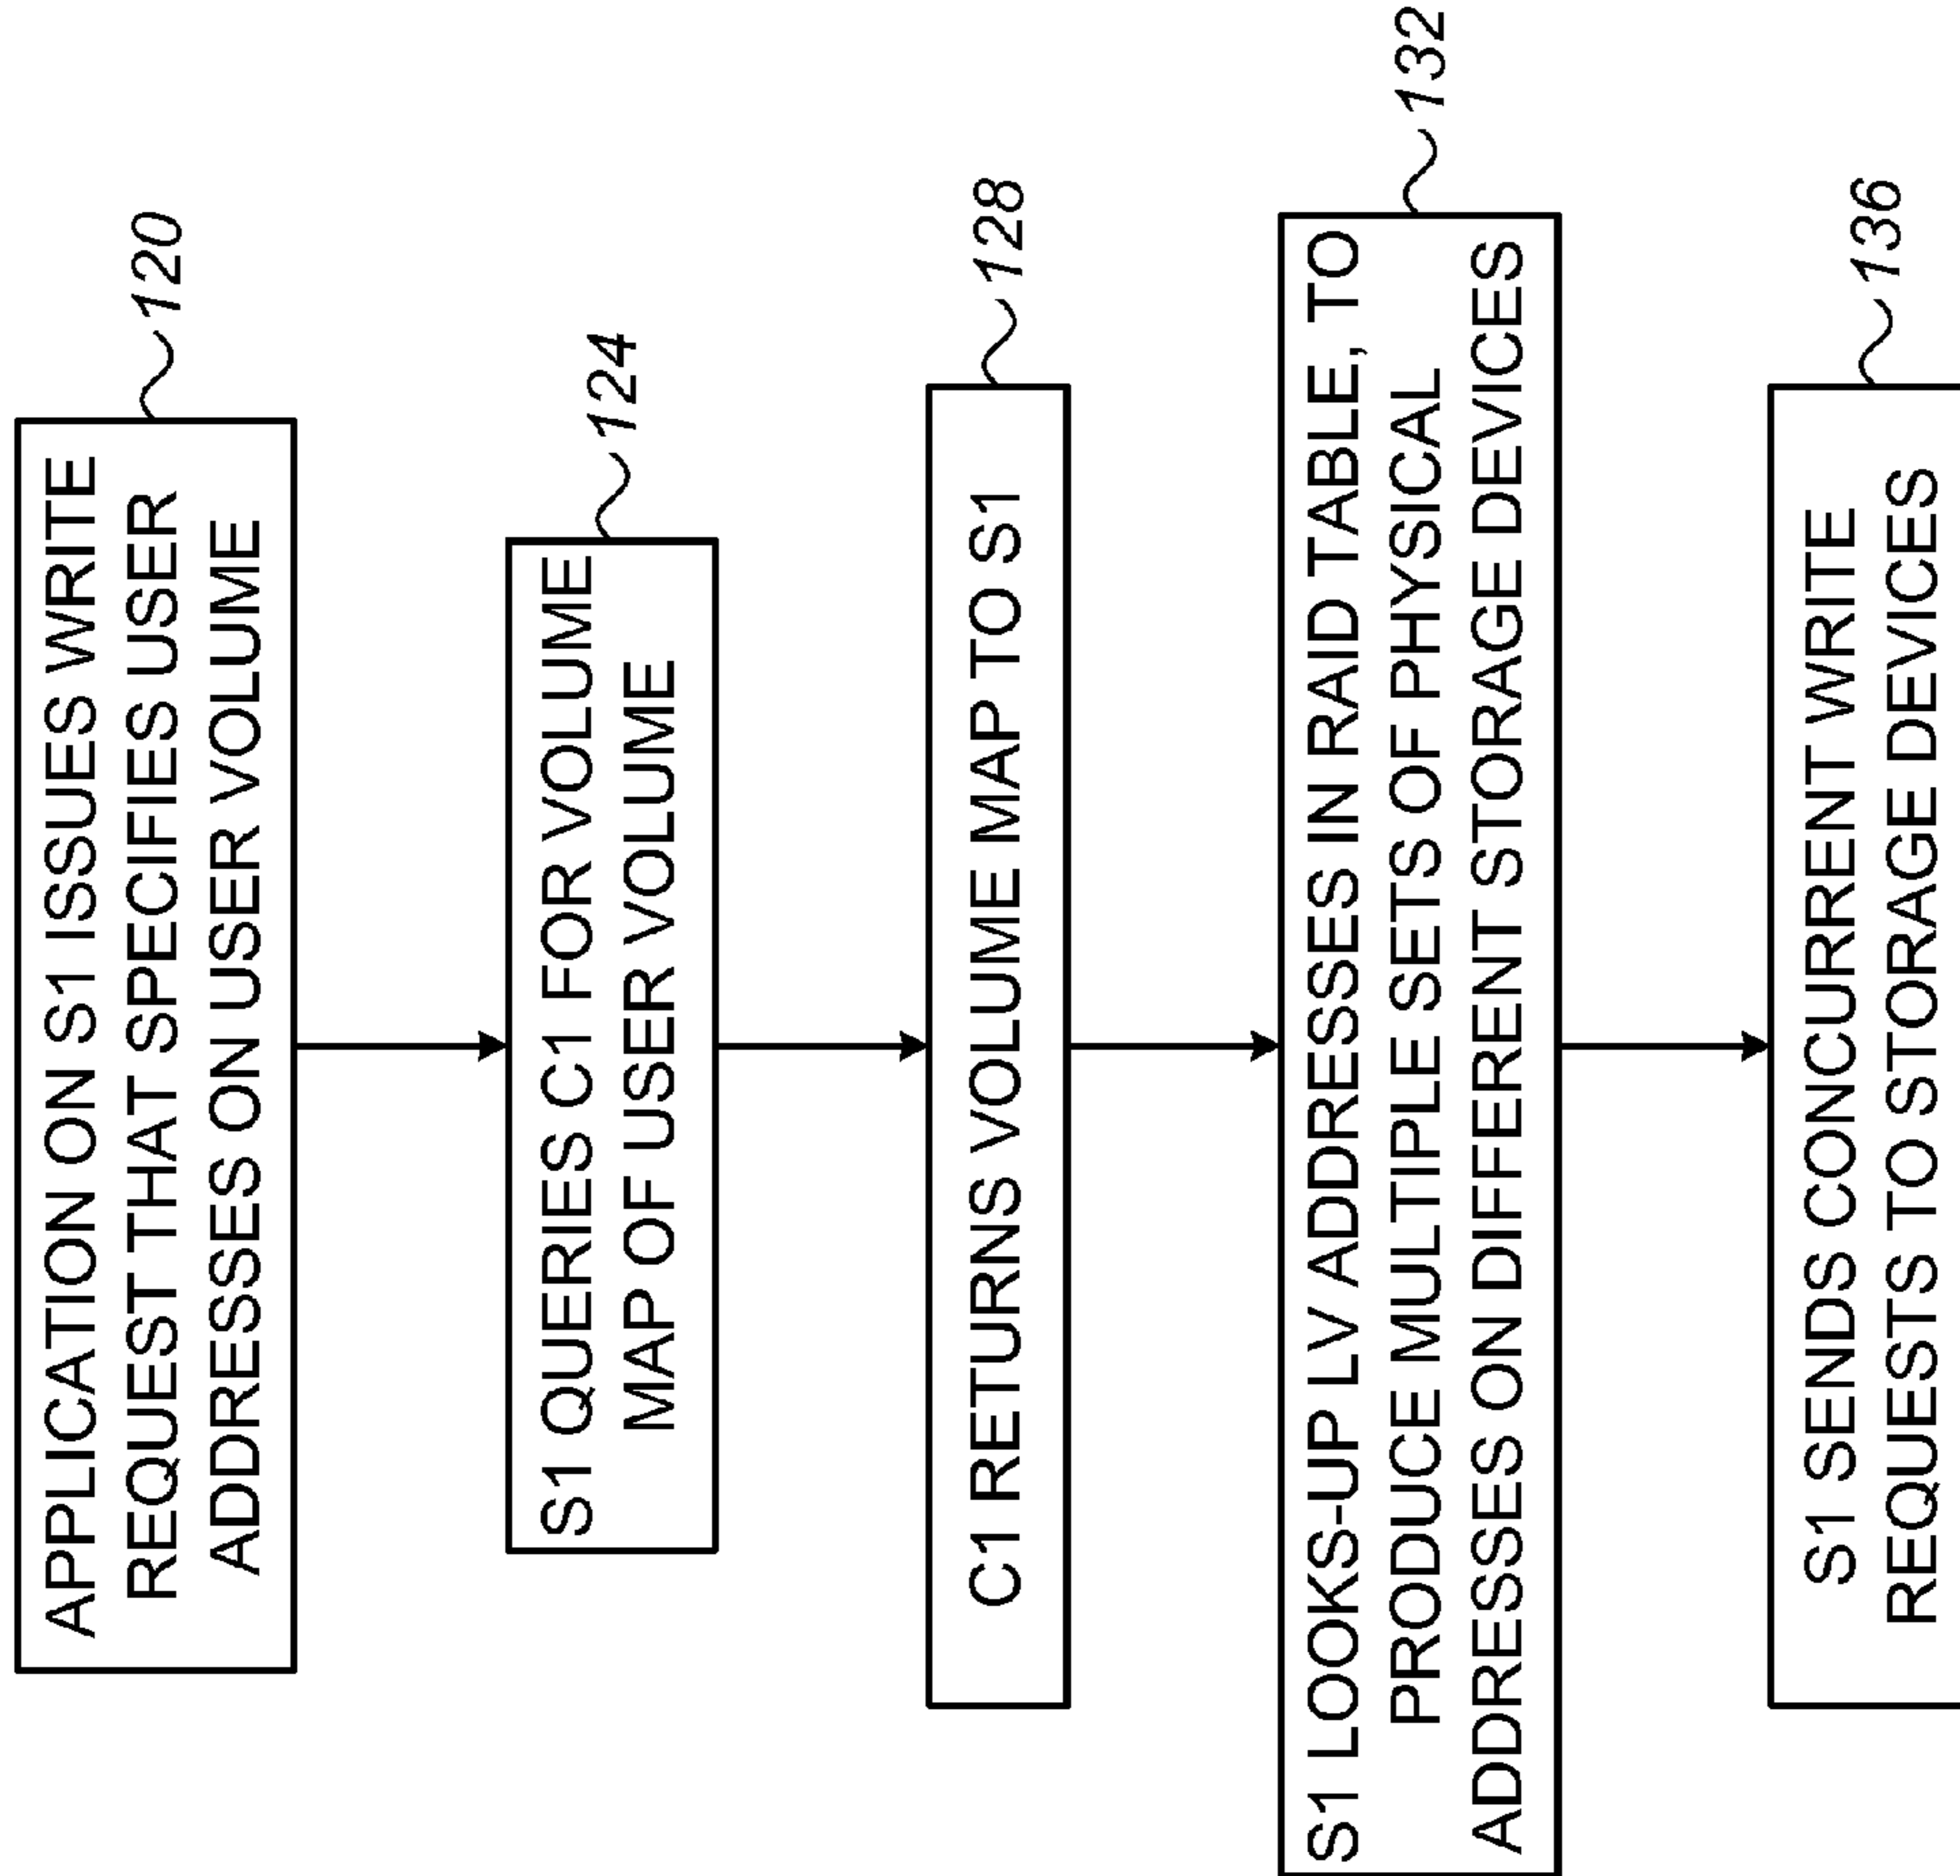 APPLICATION ON S1 ISSUES WRITE
REQUEST THAT SPECIFIES USER
ADDRESSES ON USER VOLUME
120
S1 QUERIES C1 FOR VOLUME
MAP OF USER VOLUME
124
C1 RETURNS VOLUME MAP TO S1
128
S1 LOOKS-UP LV ADDRESSES IN RAID TABLE, TO
PRODUCE MULTIPLE SETS OF PHYSICAL
ADDRESSES ON DIFFERENT STORAGE DEVICES
132
S1 SENDS CONCURRENT WRITE
REQUESTS TO STORAGE DEVICES
136